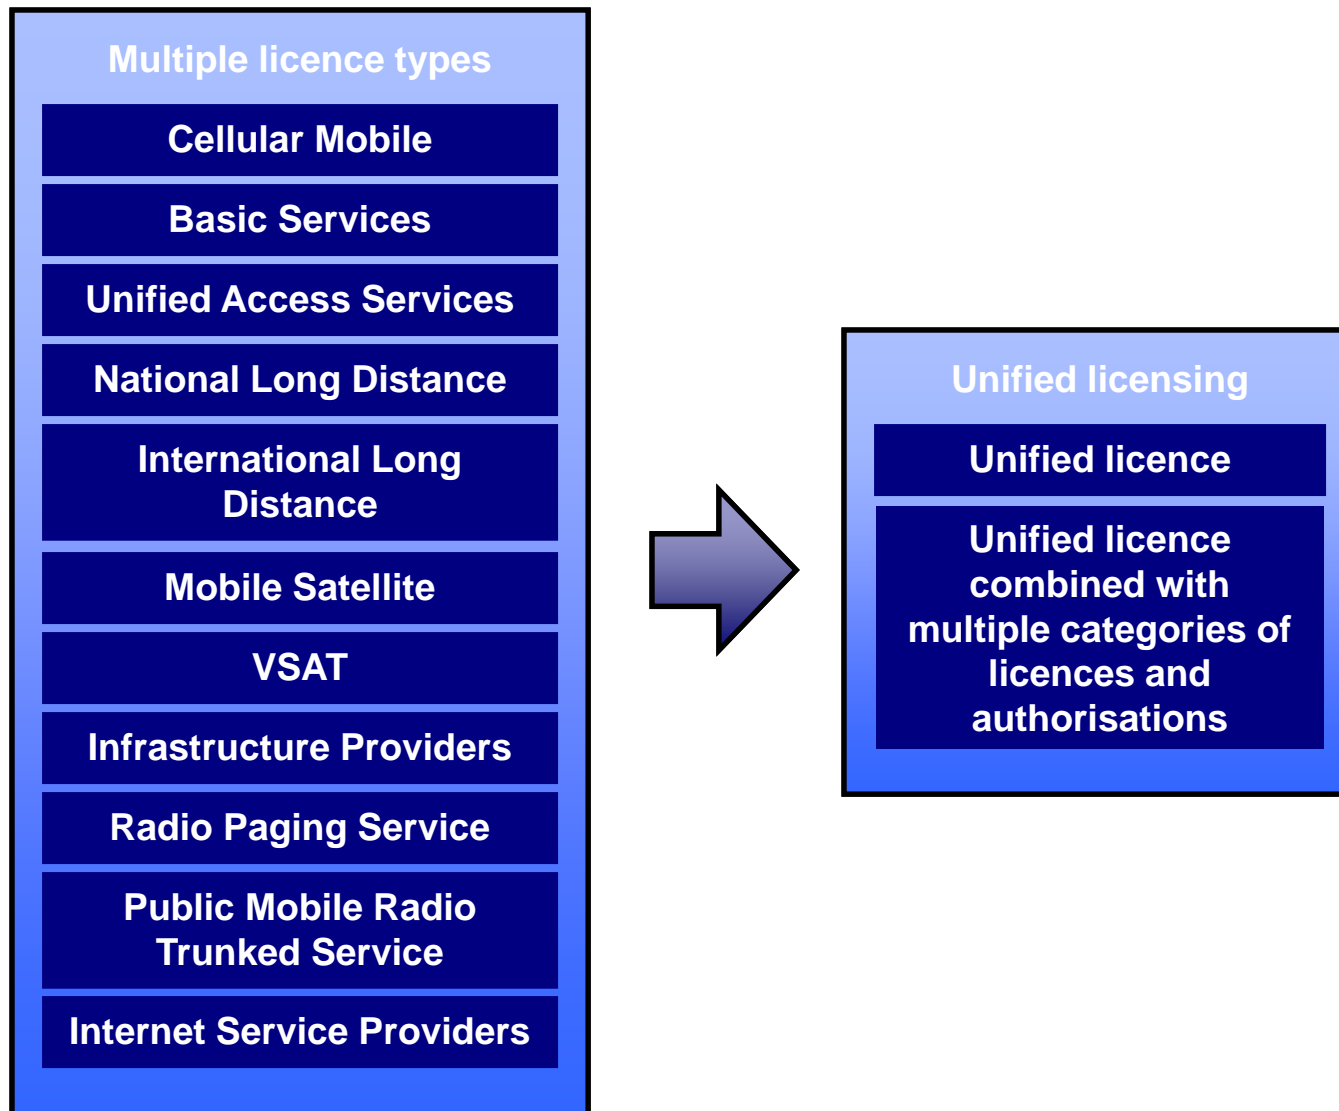 Multiple licence types
Cellular Mobile
Basic Services
Unified Access Services
National Long Distance
International Long
Distance
Mobile Satellite
VSAT
Infrastructure Providers
Radio Paging Service
Public Mobile Radio
Trunked Service
Internet Service Providers
Unified licensing
Unified licence
Unified licence
combined with
multiple categories of
licences and
authorisations